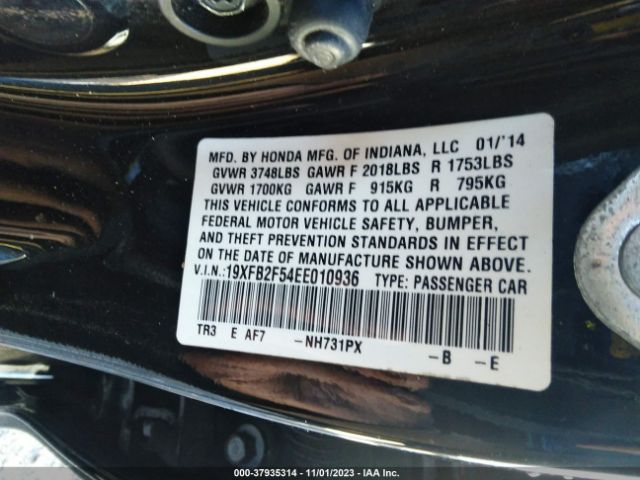 MFD. BY HONDA MFG. OF INDIANA, LLC 01/'14
GVWR 3748LBS GAWR F 2018LBS R 1753LBS
GVWR 1700KG GAWR F 915KG R 795KG
THIS VEHICLE CONFORMS TO ALL APPLICABLE
FEDERAL MOTOR VEHICLE SAFETY, BUMPER,
AND THEFT PREVENTION STANDARDS IN EFFECT
ON THE DATE OF MANUFACTURE SHOWN ABOVE.
V.I.N.:19XFB2F54EE010936 TYPE: PASSENGER CAR
TR3 E AF7 -NH731PX -B -E
000-37935314 - 11/01/2023 - IAA Inc.